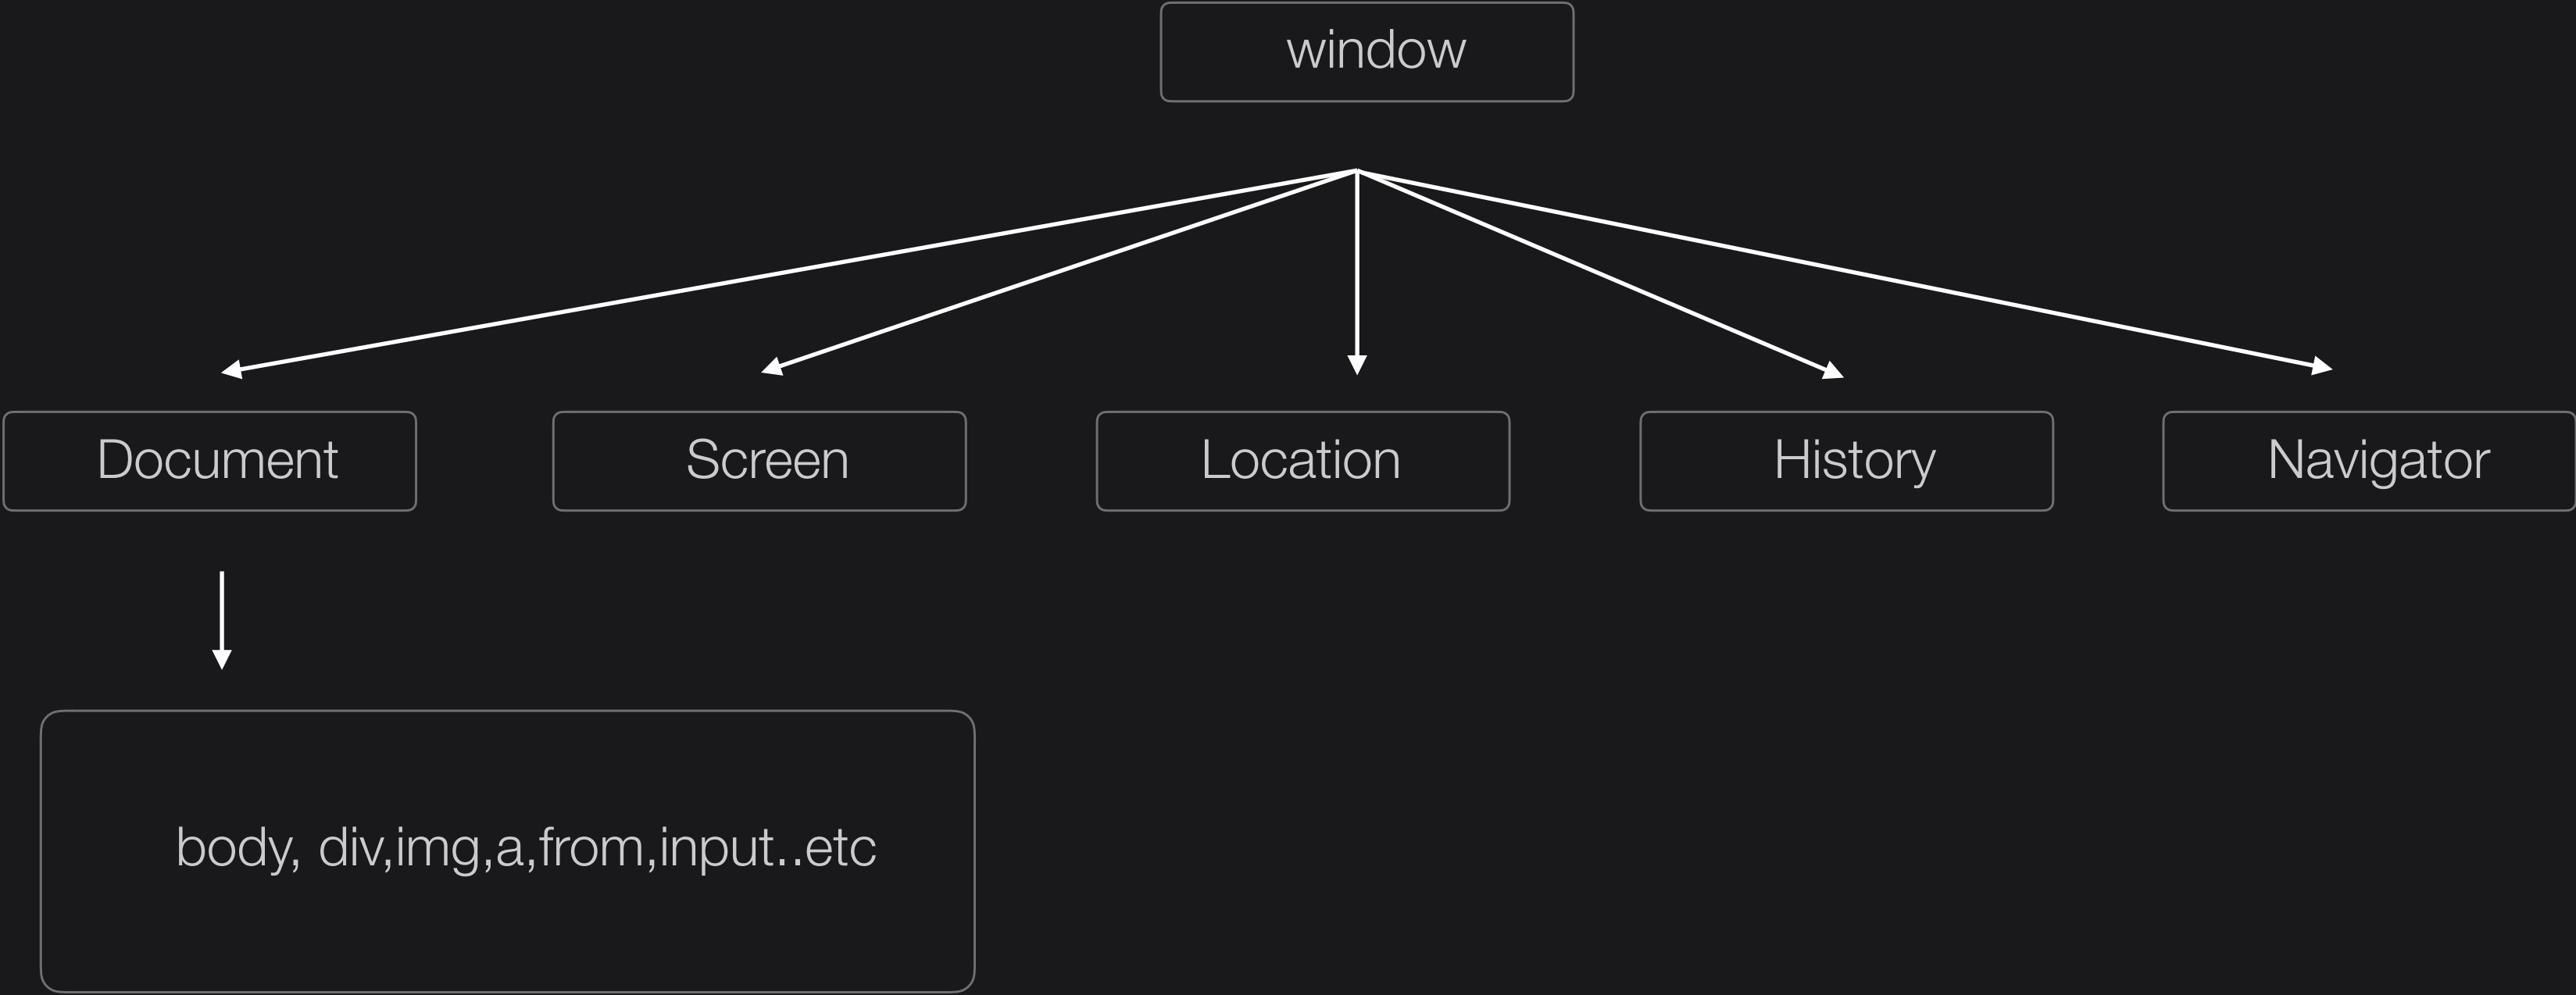 window
Document
Screen
Location
History
Navigator
body, div,img,a,from,input..etc